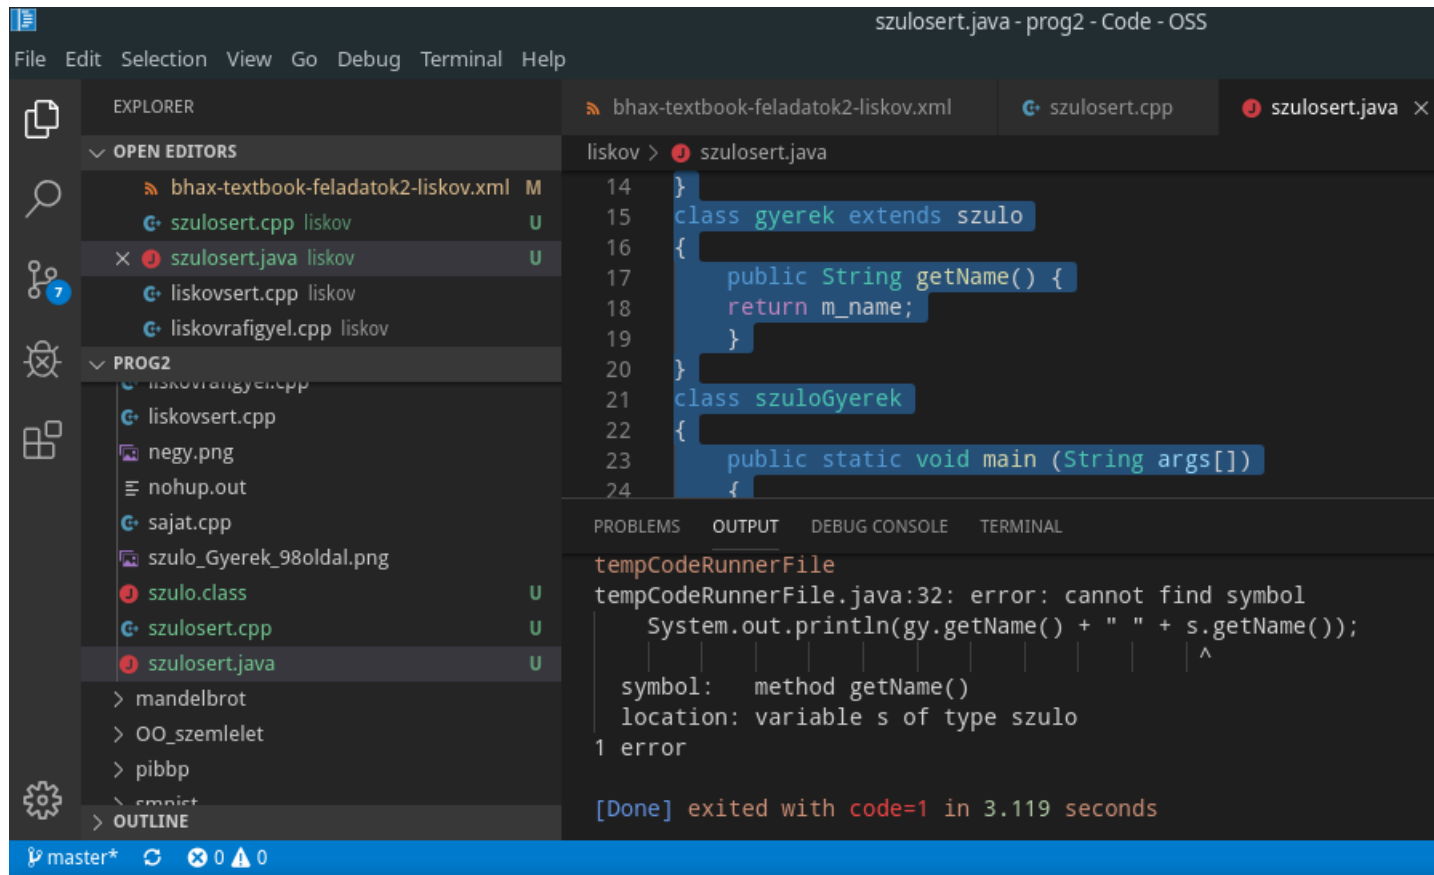 szulosert.java - prog2 - Code - OSS
File Edit Selection View Go Debug Terminal Help
EXPLORER
OPEN EDITORS
bhax-textbook-feladatok2-liskov.xml M
szulosert.cpp liskov U
szulosert.java liskov U
liskovsert.cpp liskov
liskovrafigyel.cpp liskov
7
PROG2
liskovrafigyel.cpp
liskovsert.cpp
negy.png
nohup.out
sajat.cpp
szulo_Gyerek_98oldal.png
szulo.class U
szulosert.cpp U
szulosert.java U
mandelbrot
OO_szemlelet
pibbp
smnist
OUTLINE
bhax-textbook-feladatok2-liskov.xml szulosert.cpp szulosert.java
liskov > szulosert.java
14 }
15 class gyerek extends szulo
16 {
17 public String getName() {
18 return m_name;
19 }
20 }
21 class szuloGyerek
22 {
23 public static void main (String args[])
24 {
PROBLEMS OUTPUT DEBUG CONSOLE TERMINAL
tempCodeRunnerFile
tempCodeRunnerFile.java:32: error: cannot find symbol
System.out.println(gy.getName() + " " + s.getName());
^
symbol: method getName()
location: variable s of type szulo
1 error
[Done] exited with code=1 in 3.119 seconds
master* 0 0